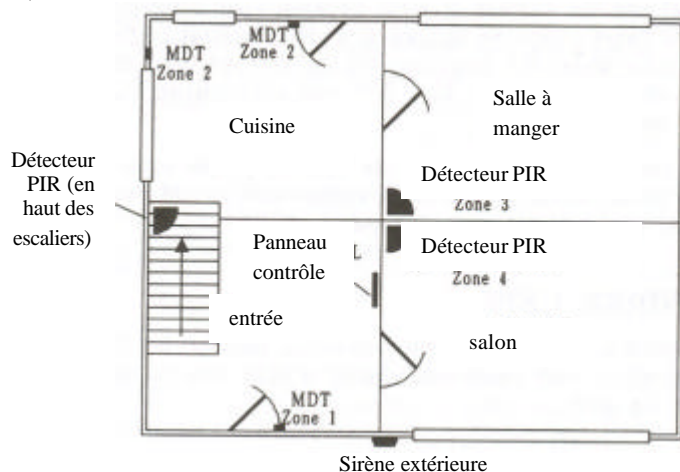 MDT
Zone 2
MDT
Zone 2
Cuisine
Salle à
manger
Détecteur
PIR (en
haut des
escaliers)
Détecteur PIR
Zone 3
Panneau
contrôle
L
Détecteur PIR
Zone 4
entrée
salon
MDT
Zone 1
Sirène extérieure